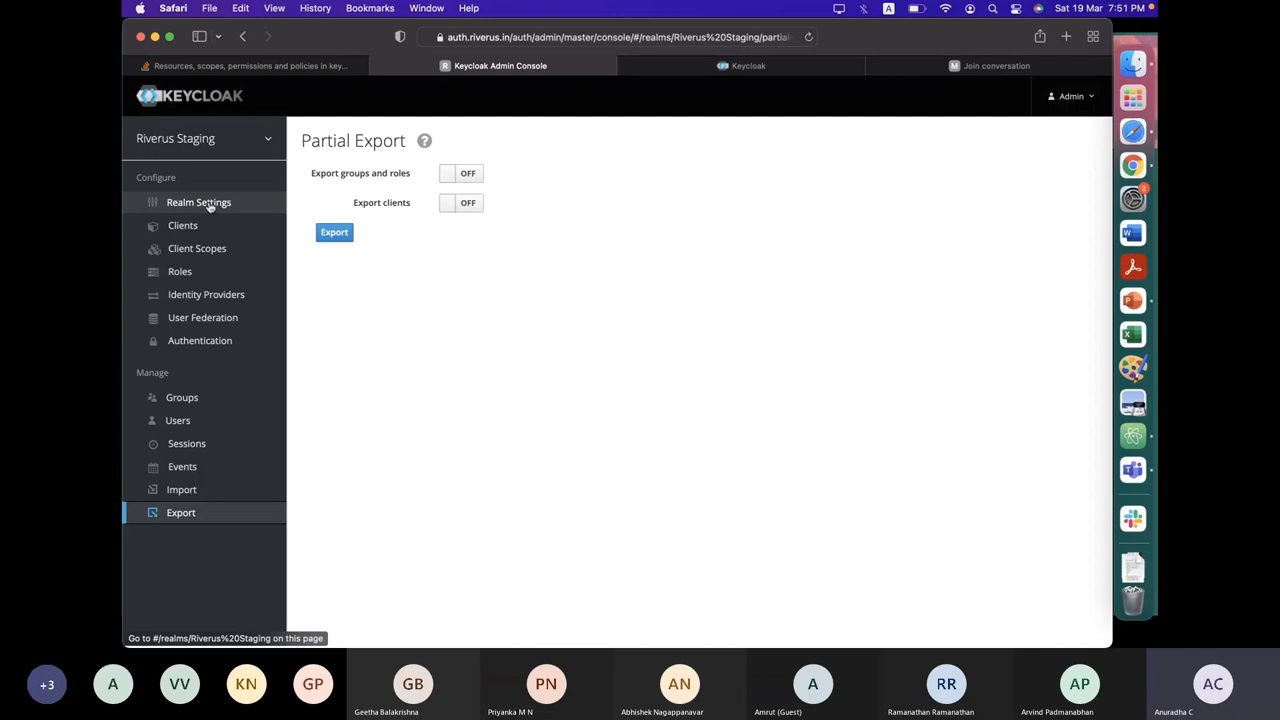 Safari File Edit View History Bookmarks Window Help
A Sat 19 Mar 7:51 PM
auth.riverus.in/auth/admin/master/console/#/realms/Riverus%20Staging/partial-
Resources, scopes, permissions and policies in key...
R Keycloak Admin Console
Keycloak
M Join conversation
KEYCLOAK
Admin
Riverus Staging
Configure
Realm Settings
Clients
Client Scopes
Roles
Identity Providers
User Federation
Authentication
Manage
Groups
Users
Sessions
Events
Import
Export
Partial Export ?
Export groups and roles OFF
Export clients OFF
Export
2
Go to #/realms/Riverus%20Staging on this page
+3 A VV KN GP GB PN AN A RR AP AC
Geetha Balakrishna Priyanka M N Abhishek Nagappanavar Amrut (Guest) Ramanathan Ramanathan Arvind Padmanabhan Anuradha C